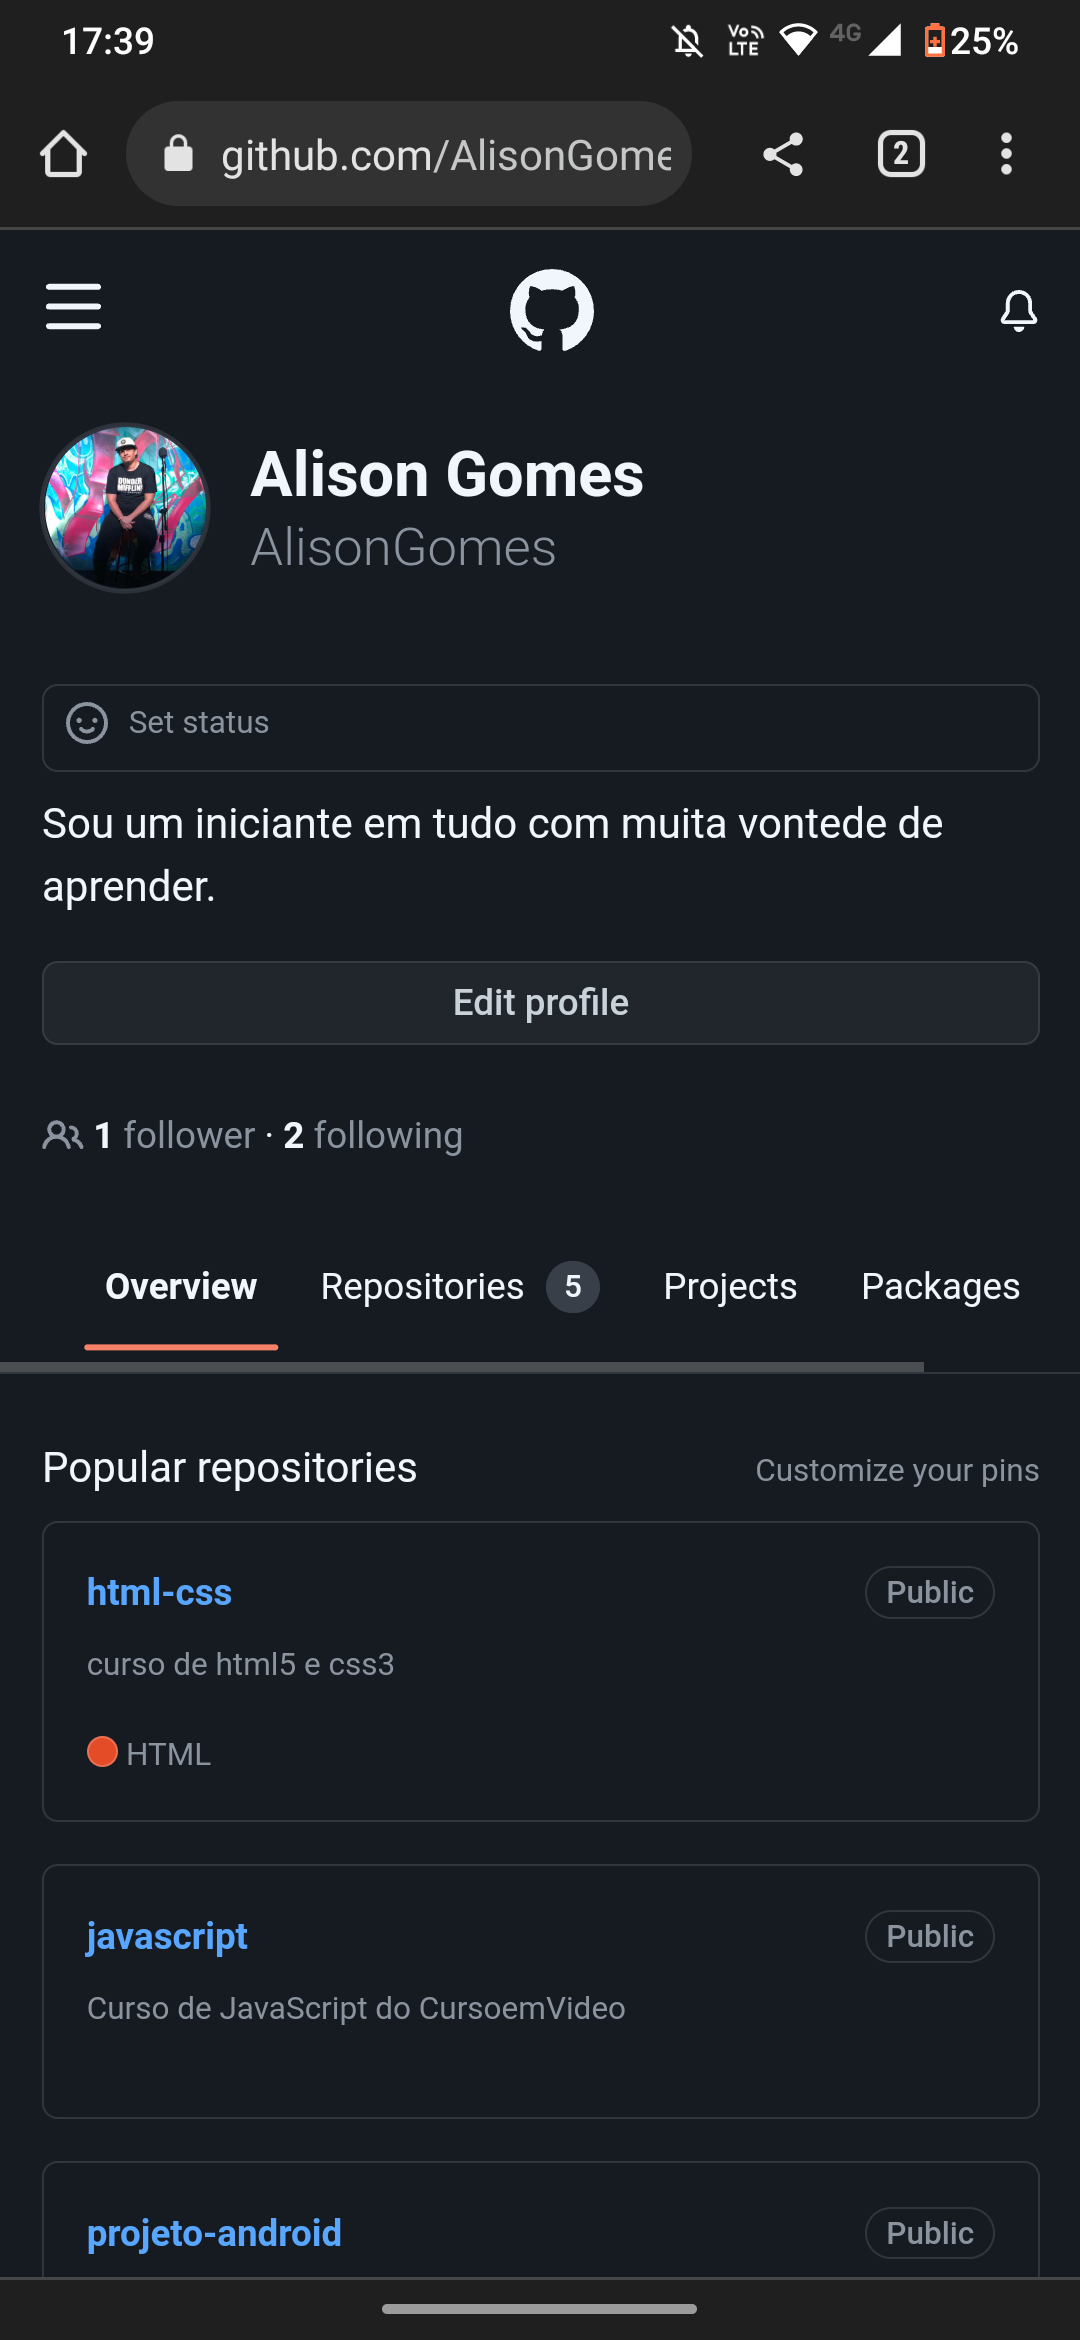 17:39
Vo LTE 4G 25%
github.com/AlisonGome
2
DUNDER
MIFFLIN
Alison Gomes
AlisonGomes
Set status
Sou um iniciante em tudo com muita vontede de
aprender.
Edit profile
1 follower · 2 following
Overview Repositories 5 Projects Packages
Popular repositories Customize your pins
html-css Public
curso de html5 e css3
HTML
javascript Public
Curso de JavaScript do CursoemVideo
projeto-android Public